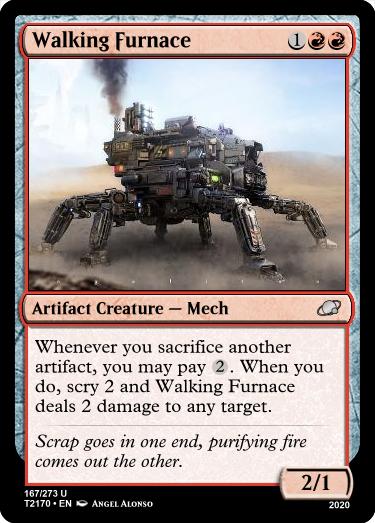 Walking Furnace 1
Artifact Creature — Mech
Whenever you sacrifice another
artifact, you may pay 2. When you
do, scry 2 and Walking Furnace
deals 2 damage to any target.
Scrap goes in one end, purifying fire
comes out the other.
2/1
167/273 U
T2170 • EN Angel Alonso
2020